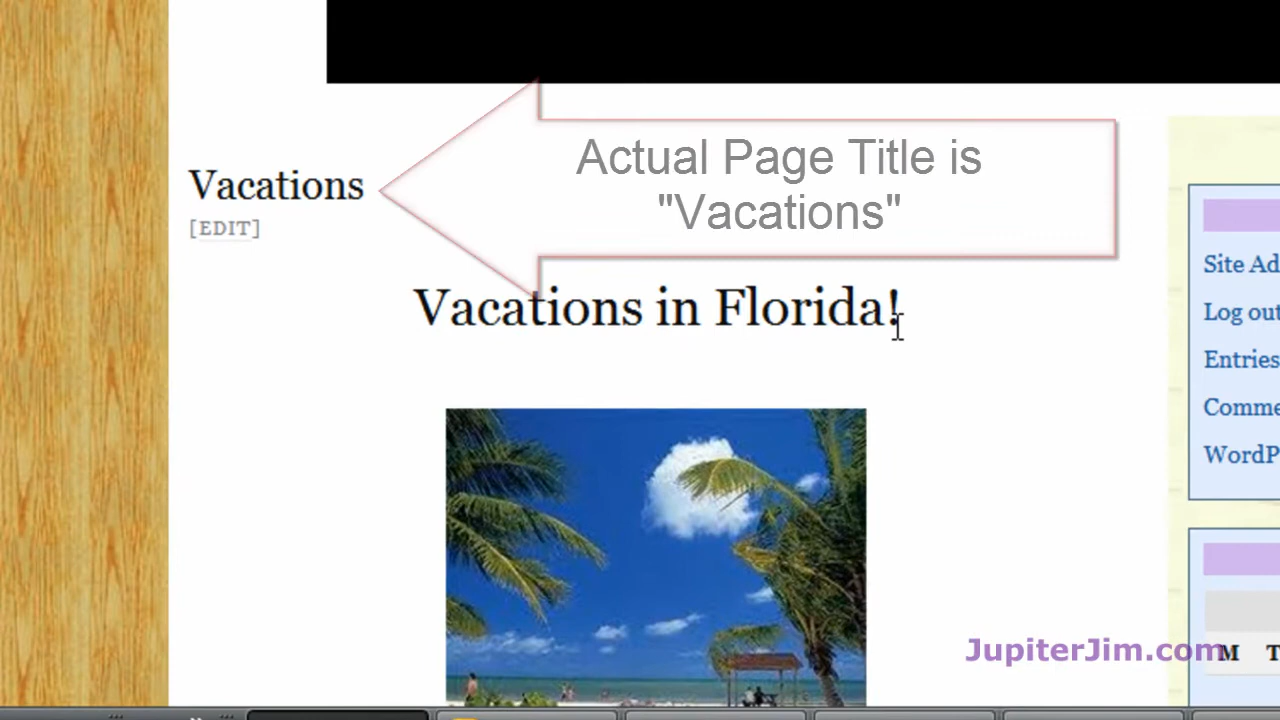 Actual Page Title is
"Vacations"
Vacations
[EDIT]
Vacations in Florida!
Site Ad
Log out
Entries
Comme
WordP
JupiterJim.com
M T